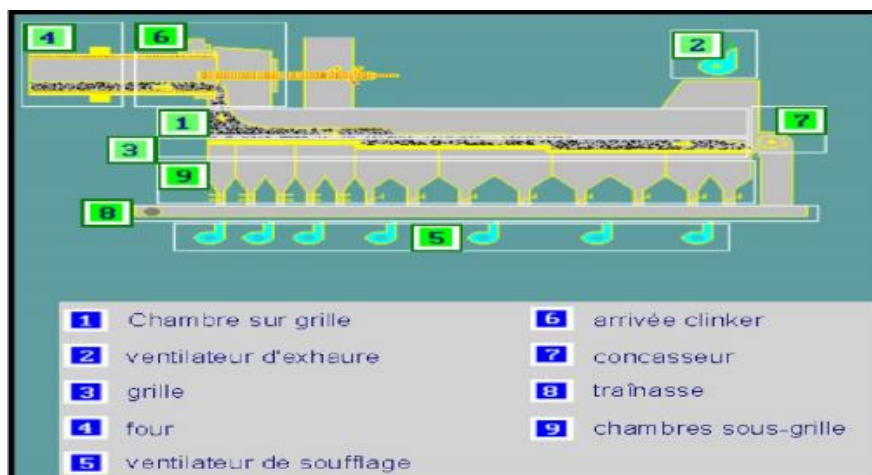 4
6
2
1
7
3
9
8
5
1 Chambre sur grille
2 ventilateur d'exhaure
3 grille
4 four
5 ventilateur de soufflage
6 arrivée clinker
7 concasseur
8 traînasse
9 chambres sous-grille